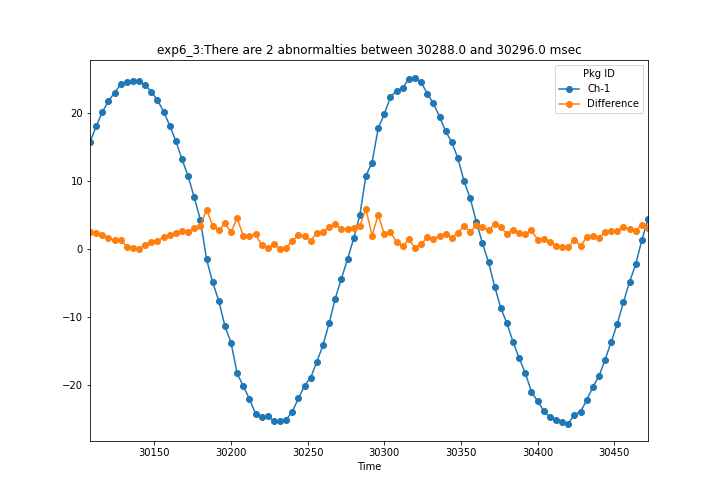 exp6_3:There are 2 abnormalties between 30288.0 and 30296.0 msec
Pkg ID
Ch-1
Difference
20
10
0
−10
−20
30150 30200 30250 30300 30350 30400 30450
Time